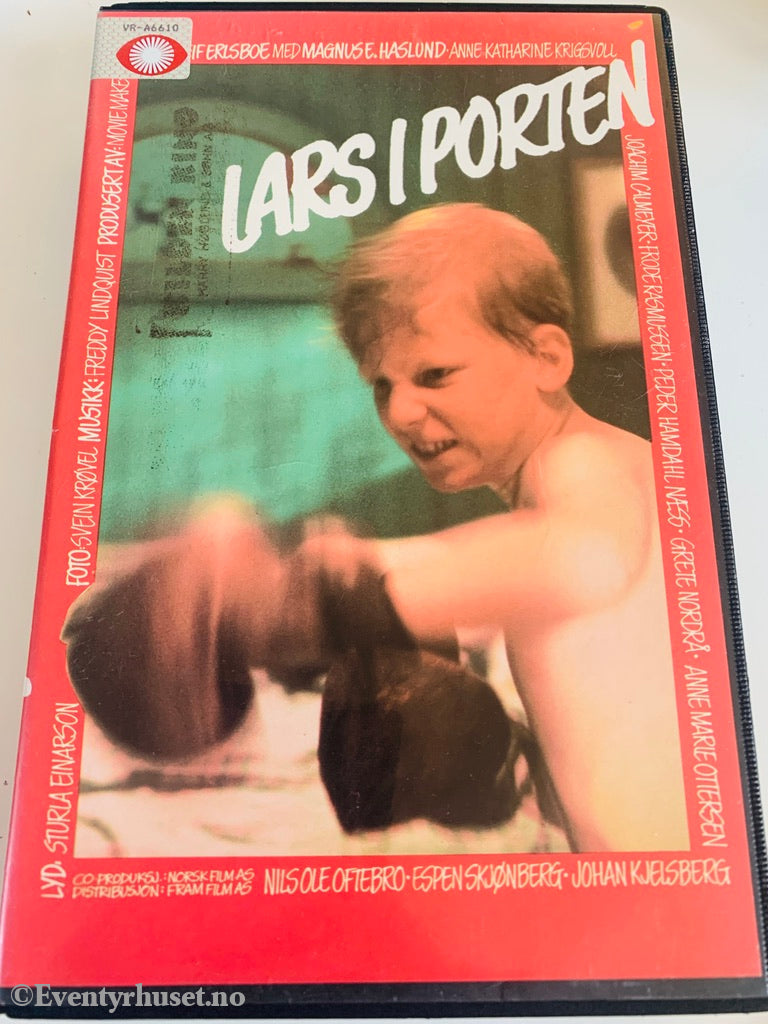 VR-A6610
IF ERLSBOE MED MAGNUS E. HASLUND · ANNE KATHARINE KRIGSVOLL
LARS I PORTEN
JOACHIM CALMEYER · FRODE RASMUSSEN · PEDER HAMDAHL NÆSS · GRETE NORDRÅ · ANNE MARIE OTTERSEN
LYD. STURLA EINARSON
FOTO: SVEIN KRØVEL MUSIKK: FREDDY LINDQUIST PRODUSERT AV: MOVIE MAKE
CO-PRODUKSJ.: NORSK FILM AS
DISTRIBUSJON: FRAM FILM AS
NILS OLE OFTEBRO · ESPEN SKJØNBERG · JOHAN KJELSBERG
©Eventyrhuset.no